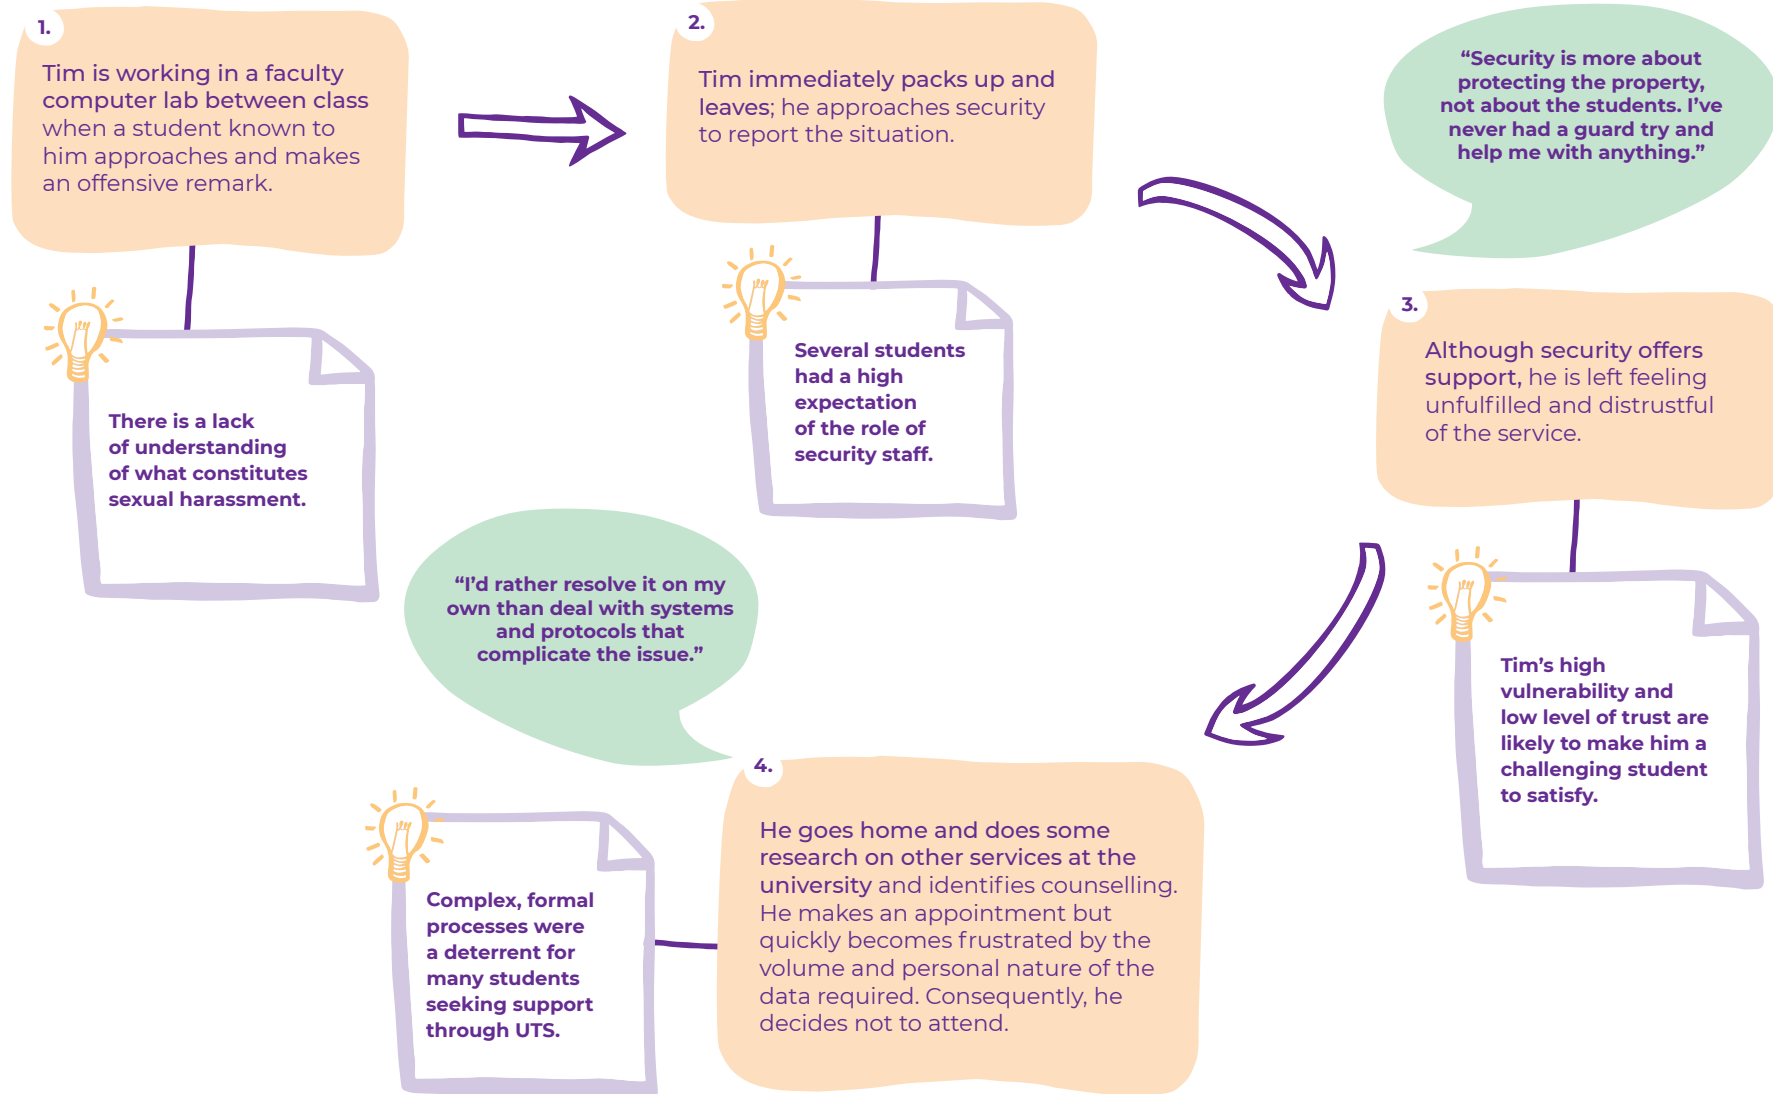 1.
Tim is working in a faculty
computer lab between class
when a student known to
him approaches and makes
an offensive remark.
There is a lack
of understanding
of what constitutes
sexual harassment.
2.
Tim immediately packs up and
leaves; he approaches security
to report the situation.
Several students
had a high
expectation
of the role of
security staff.
“Security is more about
protecting the property,
not about the students. I’ve
never had a guard try and
help me with anything.”
3.
Although security offers
support, he is left feeling
unfulfilled and distrustful
of the service.
Tim’s high
vulnerability and
low level of trust are
likely to make him a
challenging student
to satisfy.
“I’d rather resolve it on my
own than deal with systems
and protocols that
complicate the issue.”
4.
He goes home and does some
research on other services at the
university and identifies counselling.
He makes an appointment but
quickly becomes frustrated by the
volume and personal nature of the
data required. Consequently, he
decides not to attend.
Complex, formal
processes were
a deterrent for
many students
seeking support
through UTS.